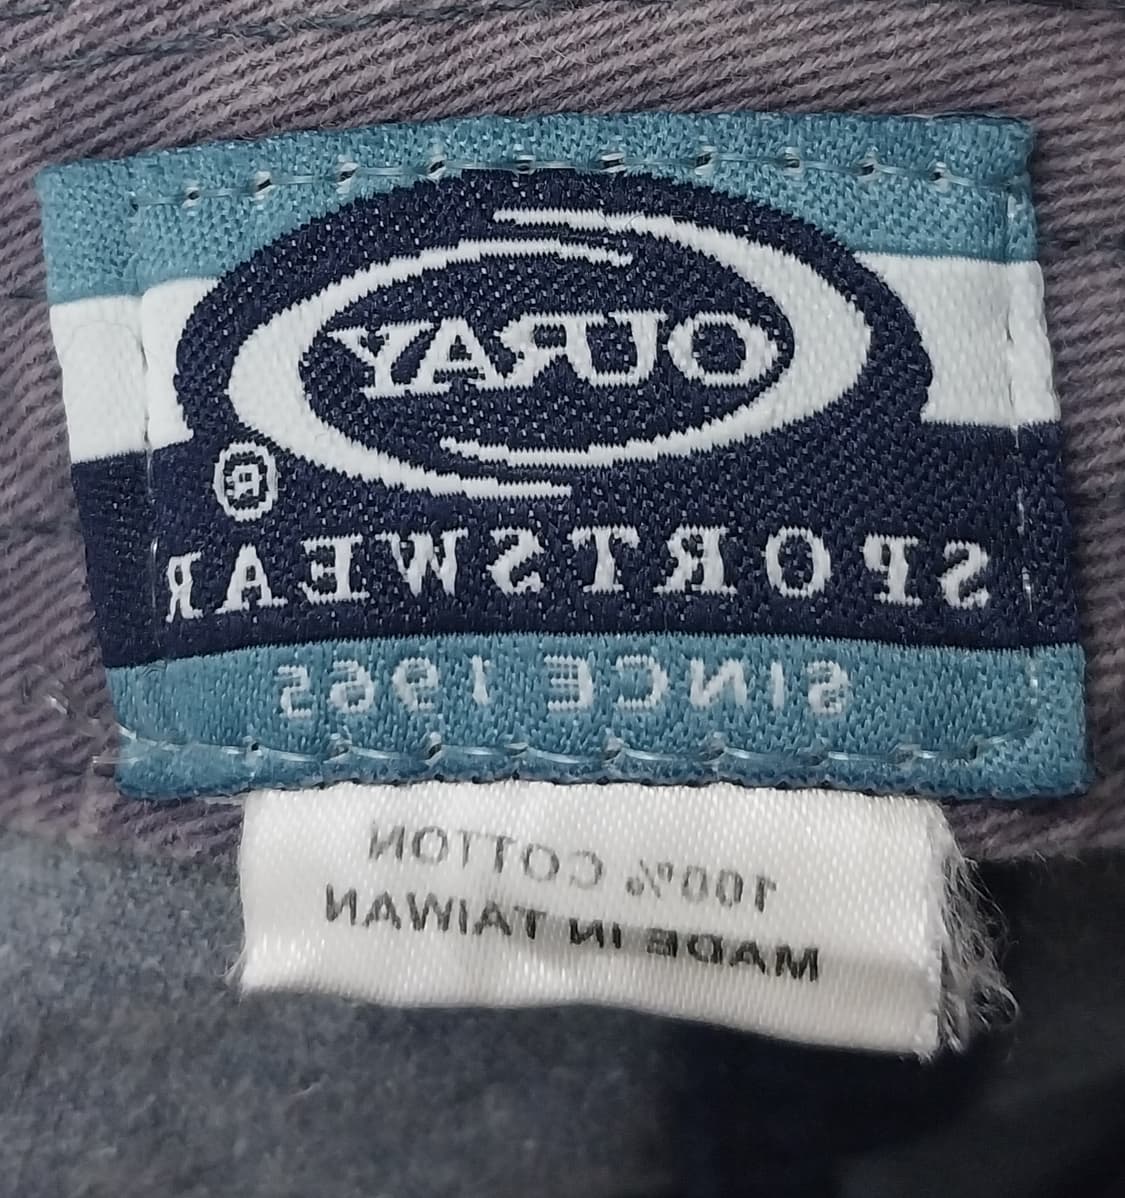 OURAY
®
SPORTSWEAR
SINCE 1965
100% COTTON
MADE IN TAIWAN